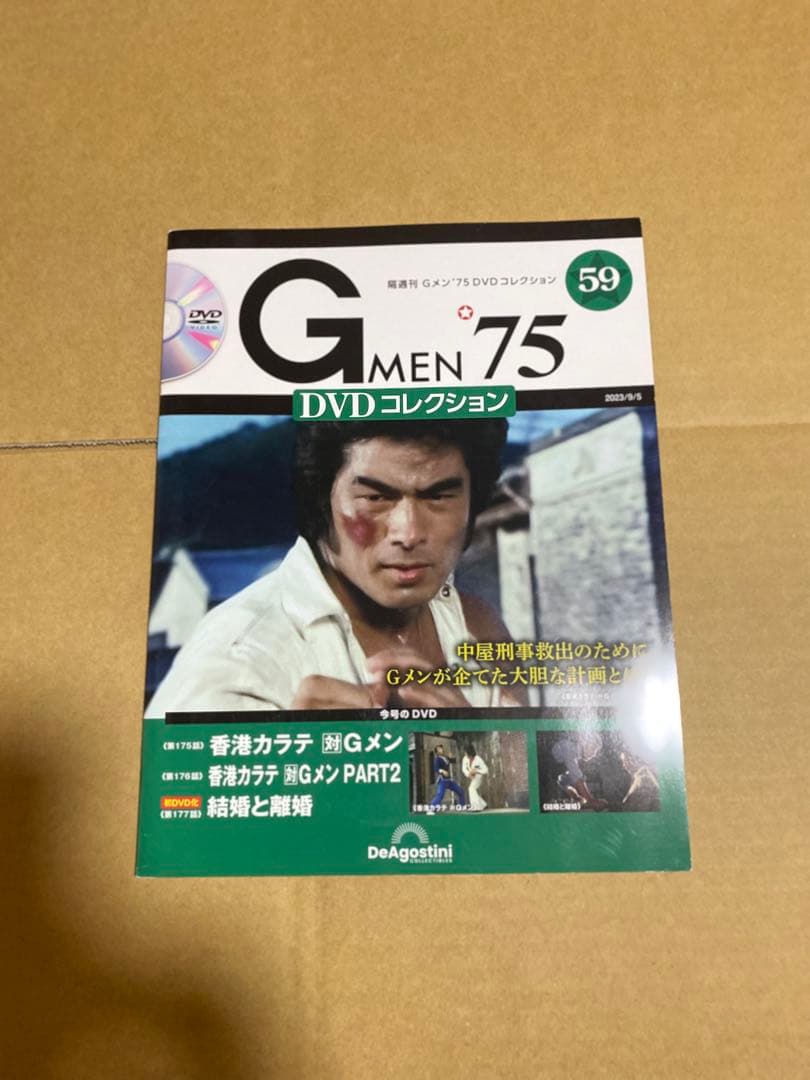 隔週刊 Gメン'75 DVDコレクション
59
DVD
VIDEO
GMEN '75
DVDコレクション
2023/9/5
中屋刑事救出のために
Gメンが企てた大胆な計画と
今号のDVD
《第175話》香港カラテ 対Gメン
《第176話》香港カラテ 対Gメン PART2
初DVD化
《第177話》結婚と離婚
《香港カラテ 対Gメン》
《結婚と離婚》
DeAgostini
COLLECTIBLES